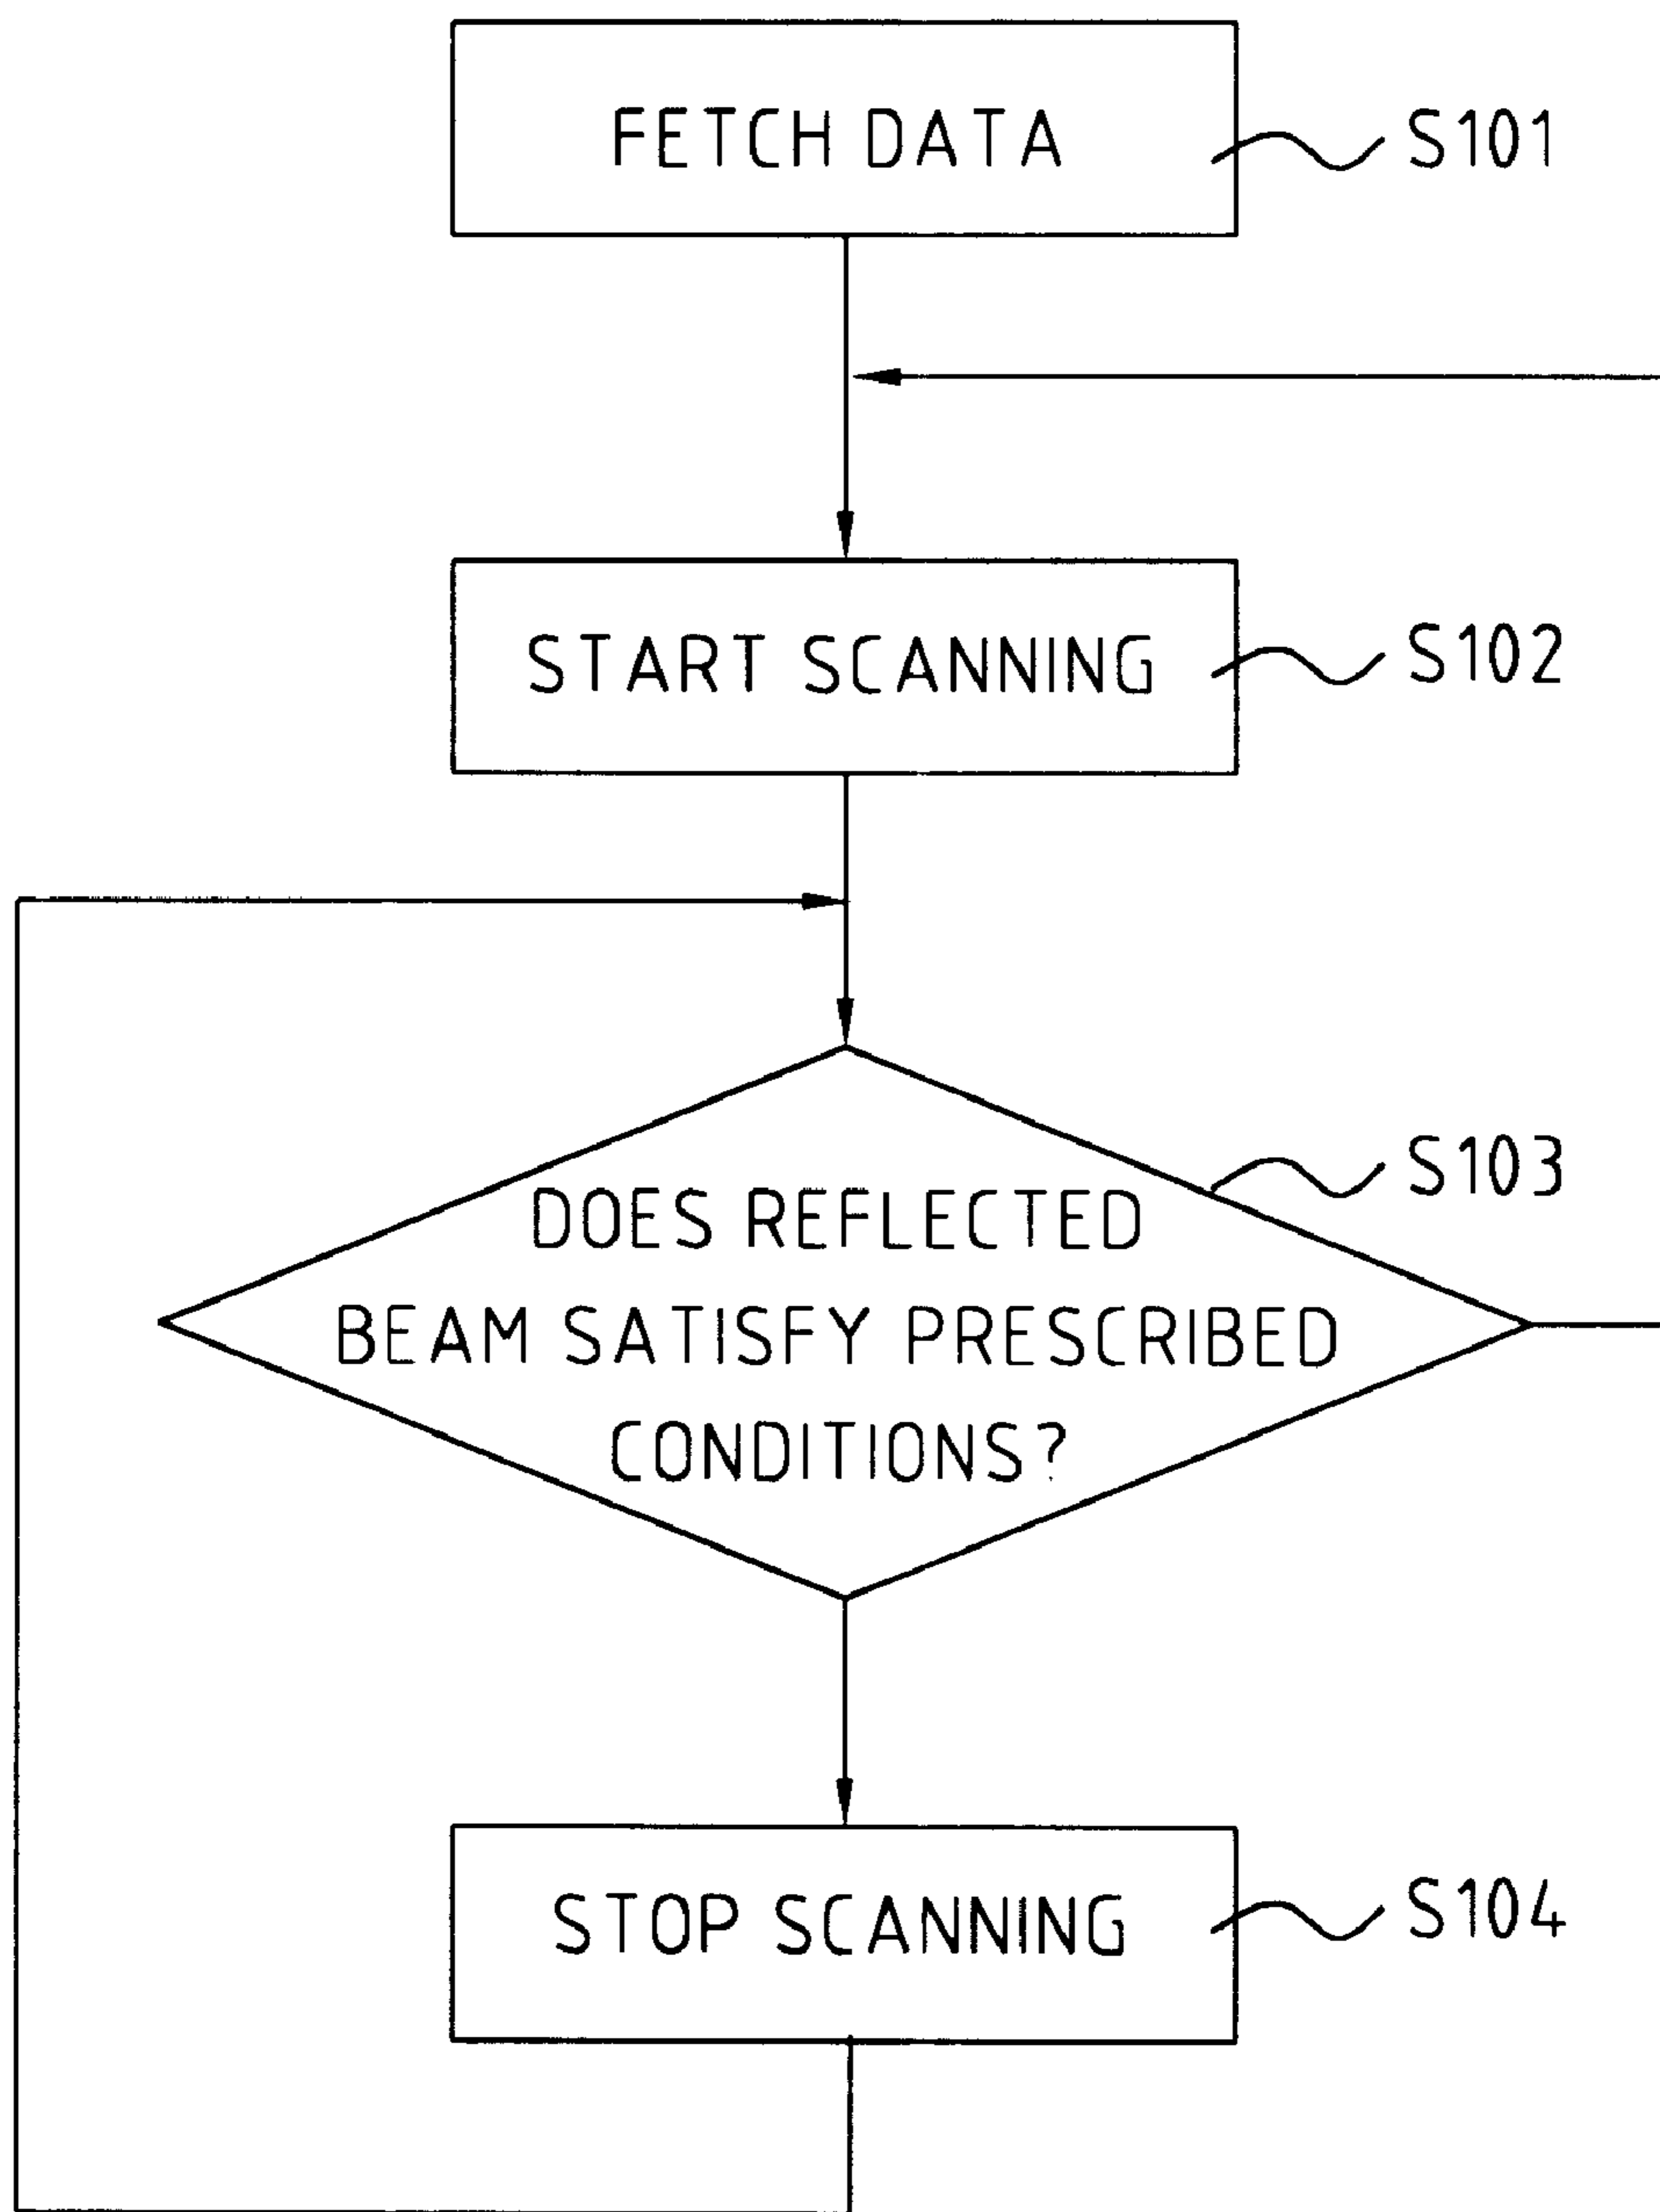 FETCH DATA
S101
START SCANNING
S102
S103
DOES REFLECTED
BEAM SATISFY PRESCRIBED
CONDITIONS?
STOP SCANNING
S104